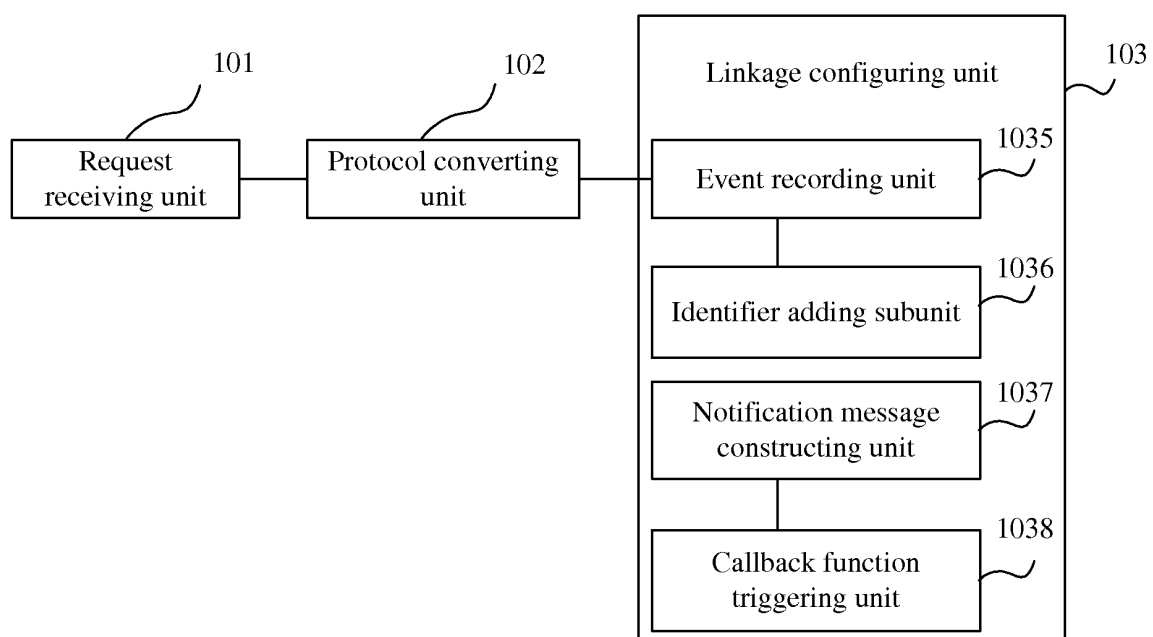 101
102
103
Linkage configuring unit
Request
receiving unit
Protocol converting
unit
1035
Event recording unit
1036
Identifier adding subunit
1037
Notification message
constructing unit
1038
Callback function
triggering unit